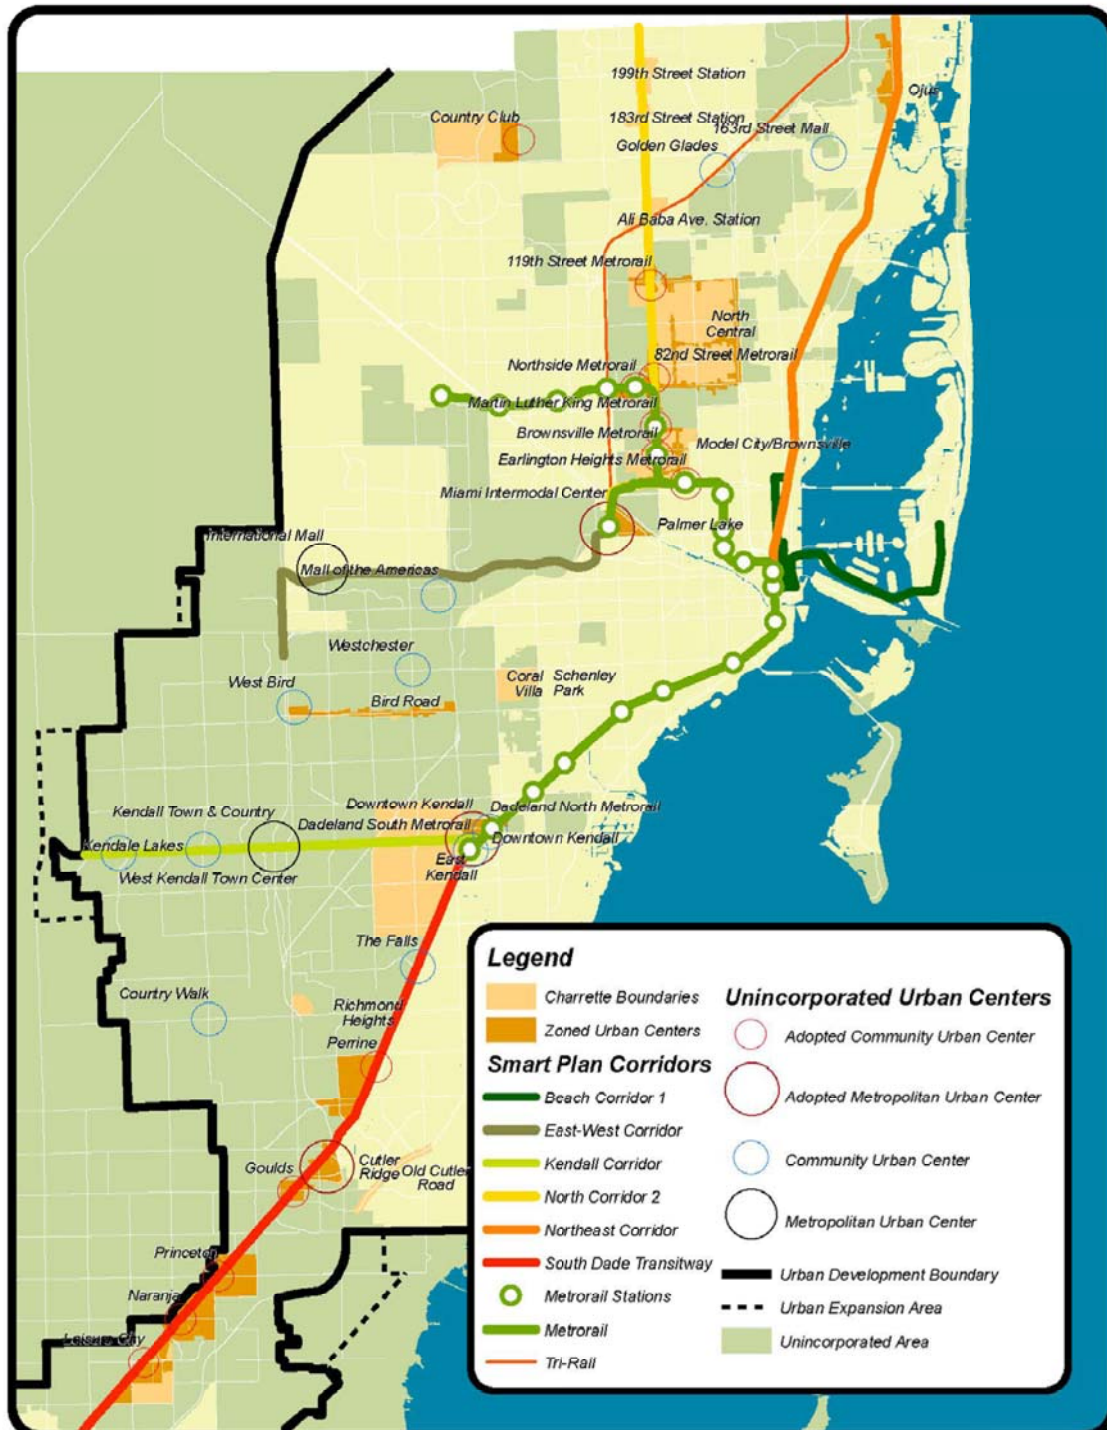 199th Street Station
Ojus
Country Club
183rd Street Station
163rd Street Mall
Golden Glades
Ali Baba Ave. Station
119th Street Metrorail
North
Central
82nd Street Metrorail
Northside Metrorail
Martin Luther King Metrorail
Brownsville Metrorail
Model City/Brownsville
Earlington Heights Metrorail
Miami Intermodal Center
Palmer Lake
International Mall
Mall of the Americas
Westchester
West Bird
Coral
Villa
Schenley
Park
Bird Road
Kendall Town & Country
Downtown Kendall
Dadeland North Metrorail
Dadeland South Metrorail
Downtown Kendall
Kendale Lakes
East
Kendall
West Kendall Town Center
The Falls
Country Walk
Richmond
Heights
Perrine
Goulds
Cutler
Ridge
Old Cutler
Road
Princeton
Naranja
Leisure City
Legend
Charrette Boundaries
Zoned Urban Centers
Smart Plan Corridors
Beach Corridor 1
East-West Corridor
Kendall Corridor
North Corridor 2
Northeast Corridor
South Dade Transitway
Metrorail Stations
Metrorail
Tri-Rail
Unincorporated Urban Centers
Adopted Community Urban Center
Adopted Metropolitan Urban Center
Community Urban Center
Metropolitan Urban Center
Urban Development Boundary
Urban Expansion Area
Unincorporated Area